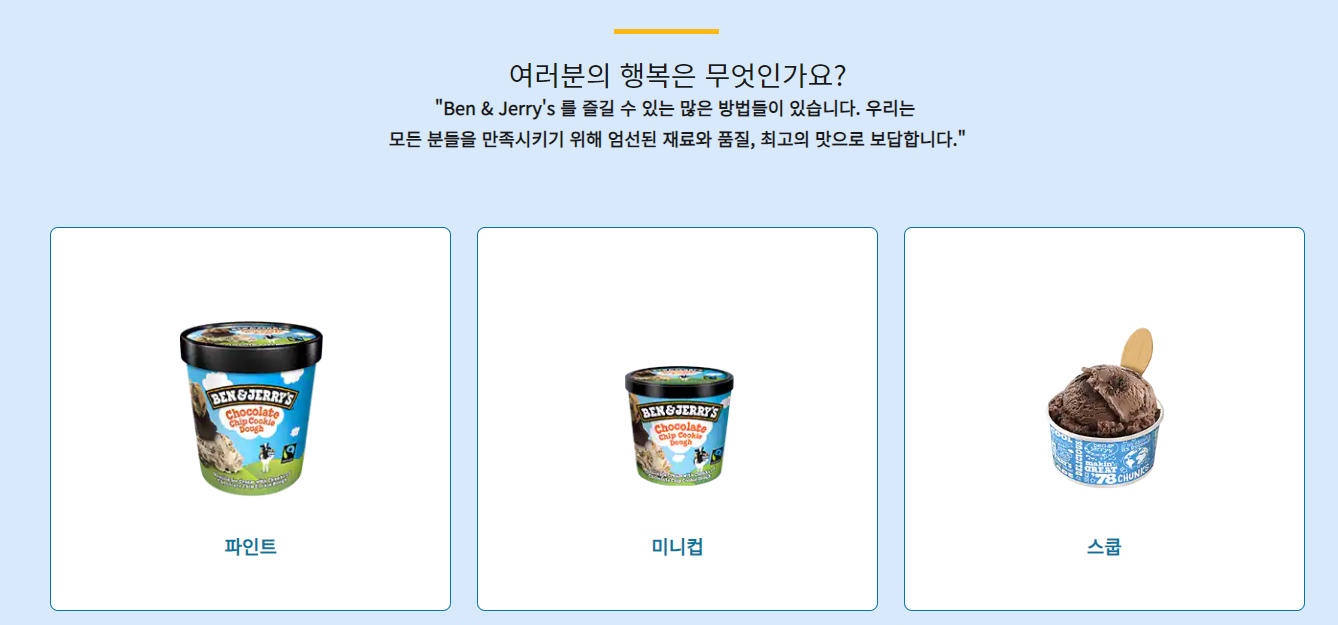 여러분의 행복은 무엇인가요?
"Ben & Jerry's 를 즐길 수 있는 많은 방법들이 있습니다. 우리는
모든 분들을 만족시키기 위해 엄선된 재료와 품질, 최고의 맛으로 보답합니다."
BEN & JERRY'S
Chocolate
Chip Cookie
Dough
BEN & JERRY'S
Chocolate
Chip Cookie
Dough
DELICIOUS
makin'
GREAT
78
CHUNKS
파인트
미니컵
스쿱